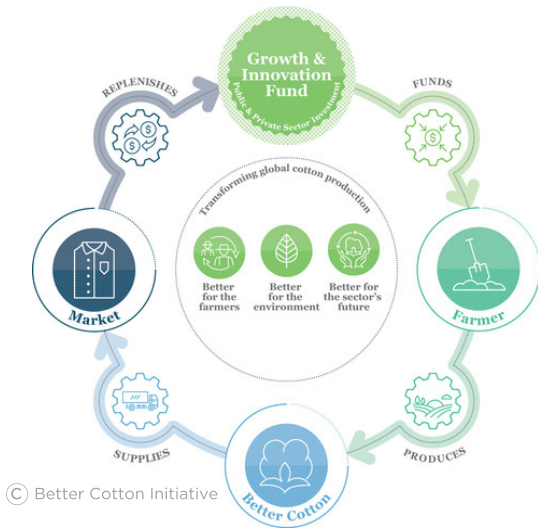 Growth &
Innovation
Fund
Public & Private Sector Investment
REPLENISHES
FUNDS
$
$
$
Transforming global cotton production
Better
for the
farmers
Better
for the
environment
Better for
the sector's
future
Market
Farmer
SUPPLIES
PRODUCES
Better Cotton
C Better Cotton Initiative